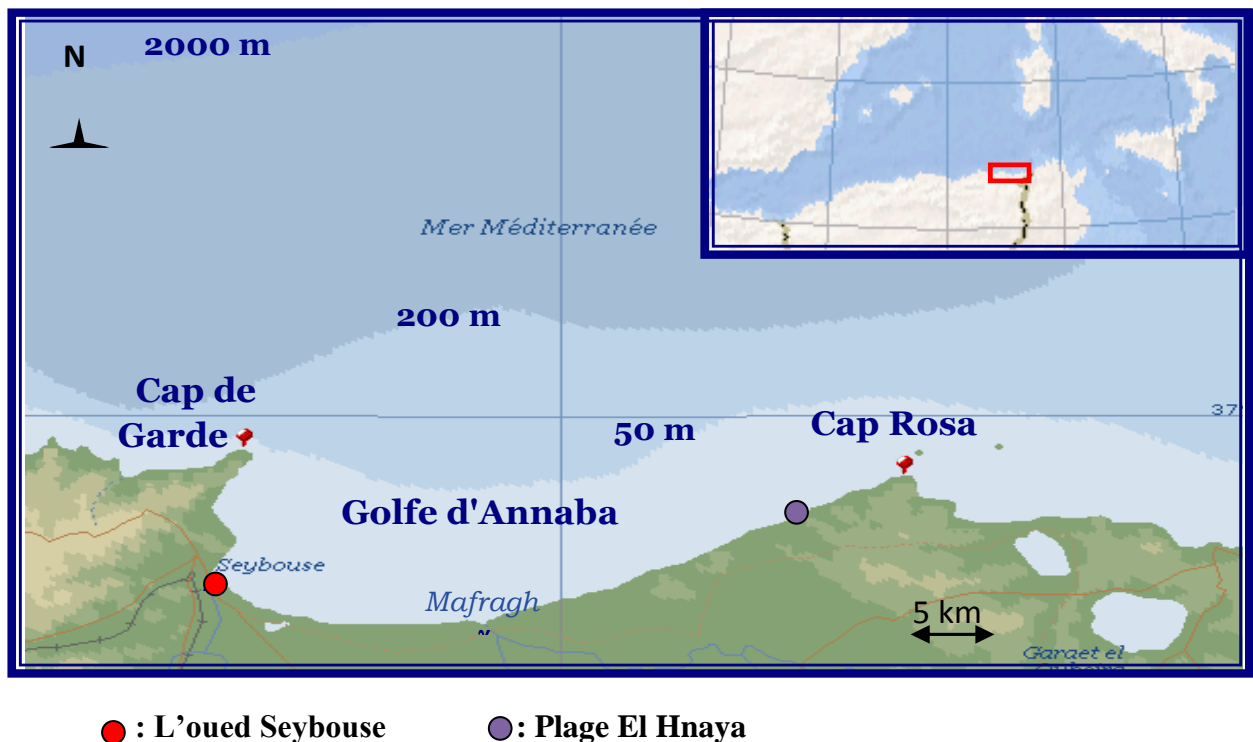 2000 m
N
Mer Méditerranée
200 m
Cap de
Garde
37°
50 m
Cap Rosa
Golfe d'Annaba
Seybouse
Mafragh
5 km
Garaet el
: L'oued Seybouse
: Plage El Hnaya